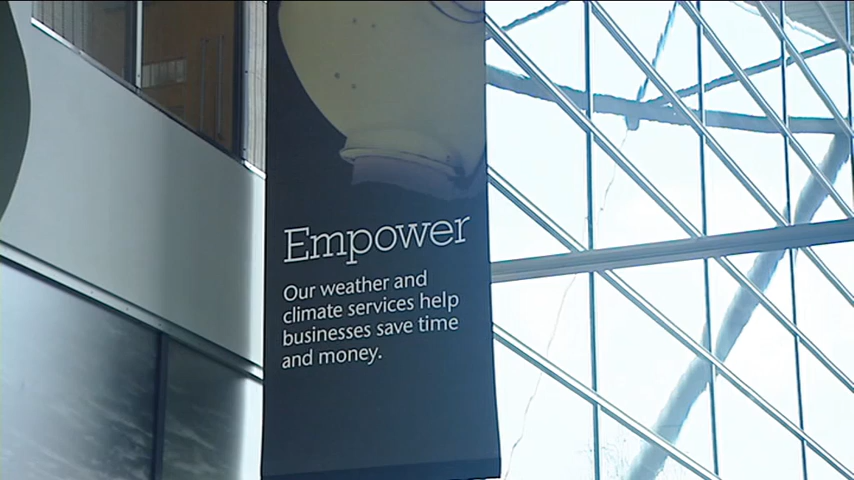 Empower
Our weather and
climate services help
businesses save time
and money.